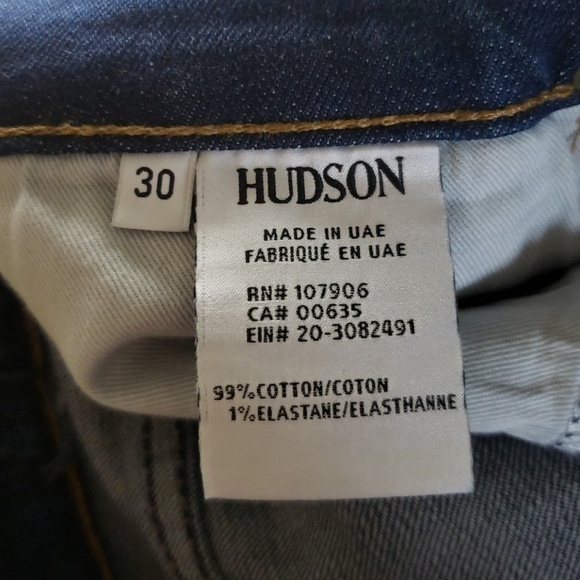 30
HUDSON
MADE IN UAE
FABRIQUÉ EN UAE
RN# 107906
CA# 00635
EIN# 20-3082491
99%COTTON/COTON
1%ELASTANE/ELASTHANNE